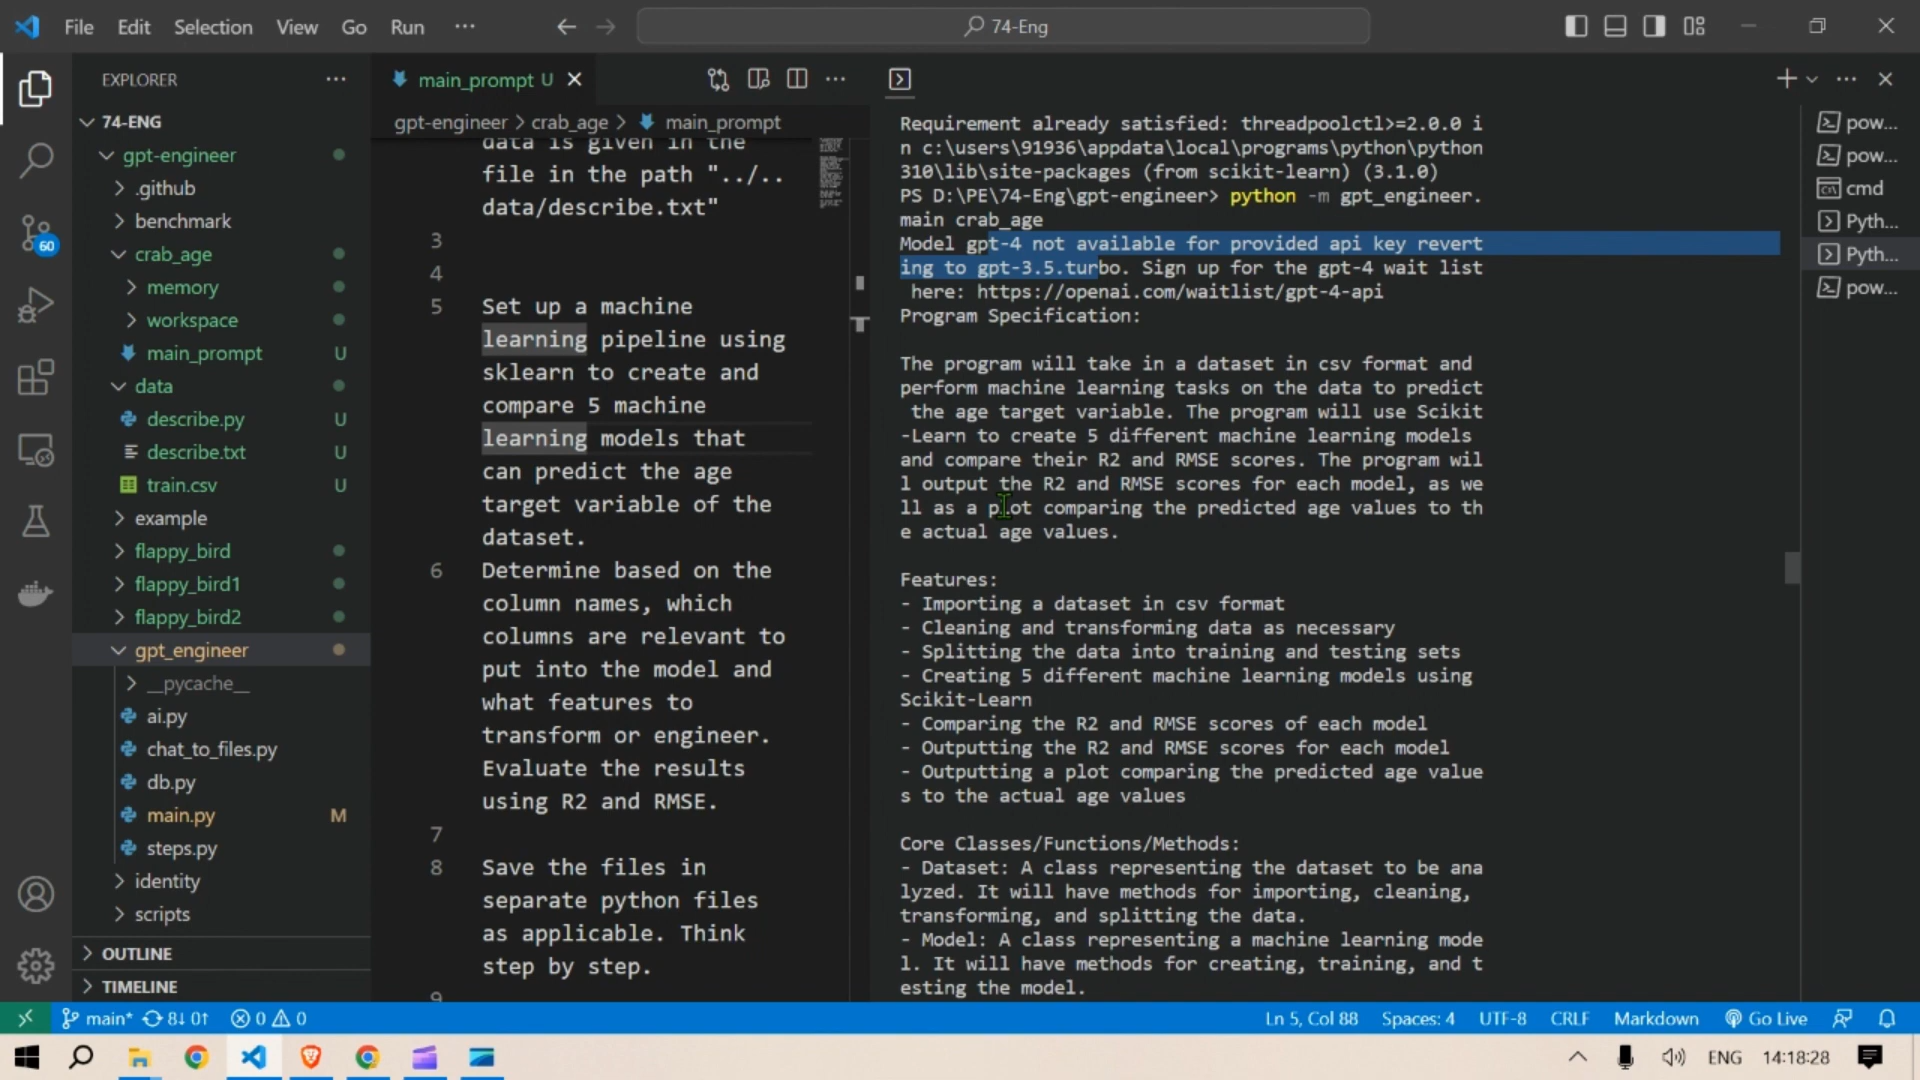 File Edit Selection View Go Run ···
74-Eng
EXPLORER
74-ENG
gpt-engineer
.github
benchmark
crab_age
memory
workspace
main_prompt U
data
describe.py U
describe.txt U
train.csv U
example
flappy_bird
flappy_bird1
flappy_bird2
gpt_engineer
__pycache__
ai.py
chat_to_files.py
db.py
main.py M
steps.py
identity
scripts
OUTLINE
TIMELINE
60
main_prompt U
gpt-engineer > crab_age > main_prompt
data is given in the
file in the path "../..
data/describe.txt"
3
4
5 Set up a machine
learning pipeline using
sklearn to create and
compare 5 machine
learning models that
can predict the age
target variable of the
dataset.
6 Determine based on the
column names, which
columns are relevant to
put into the model and
what features to
transform or engineer.
Evaluate the results
using R2 and RMSE.
7
8 Save the files in
separate python files
as applicable. Think
step by step.
9
Requirement already satisfied: threadpoolctl>=2.0.0 i
n c:\users\91936\appdata\local\programs\python\python
310\lib\site-packages (from scikit-learn) (3.1.0)
PS D:\PE\74-Eng\gpt-engineer> python -m gpt_engineer.
main crab_age
Model gpt-4 not available for provided api key revert
ing to gpt-3.5.turbo. Sign up for the gpt-4 wait list
here: https://openai.com/waitlist/gpt-4-api
Program Specification:
The program will take in a dataset in csv format and
perform machine learning tasks on the data to predict
the age target variable. The program will use Scikit
-Learn to create 5 different machine learning models
and compare their R2 and RMSE scores. The program wil
l output the R2 and RMSE scores for each model, as we
ll as a plot comparing the predicted age values to th
e actual age values.
Features:
- Importing a dataset in csv format
- Cleaning and transforming data as necessary
- Splitting the data into training and testing sets
- Creating 5 different machine learning models using
Scikit-Learn
- Comparing the R2 and RMSE scores of each model
- Outputting the R2 and RMSE scores for each model
- Outputting a plot comparing the predicted age value
s to the actual age values
Core Classes/Functions/Methods:
- Dataset: A class representing the dataset to be ana
lyzed. It will have methods for importing, cleaning,
transforming, and splitting the data.
- Model: A class representing a machine learning mode
l. It will have methods for creating, training, and t
esting the model.
pow...
pow...
cmd
Pyth...
Pyth...
pow...
main* 8↓ 0↑ 0 0
Ln 5, Col 88 Spaces: 4 UTF-8 CRLF Markdown Go Live
ENG 14:18:28